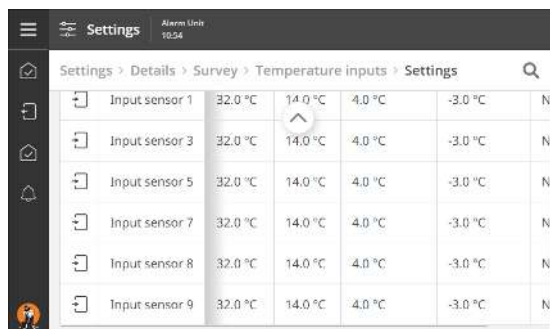 Settings
Alarm Unit
10:54
Settings > Details > Survey > Temperature inputs > Settings
Input sensor 1 32.0 °C 14.0 °C 4.0 °C -3.0 °C N
Input sensor 3 32.0 °C 14.0 °C 4.0 °C -3.0 °C N
Input sensor 5 32.0 °C 14.0 °C 4.0 °C -3.0 °C N
Input sensor 7 32.0 °C 14.0 °C 4.0 °C -3.0 °C N
Input sensor 8 32.0 °C 14.0 °C 4.0 °C -3.0 °C N
Input sensor 9 32.0 °C 14.0 °C 4.0 °C -3.0 °C N